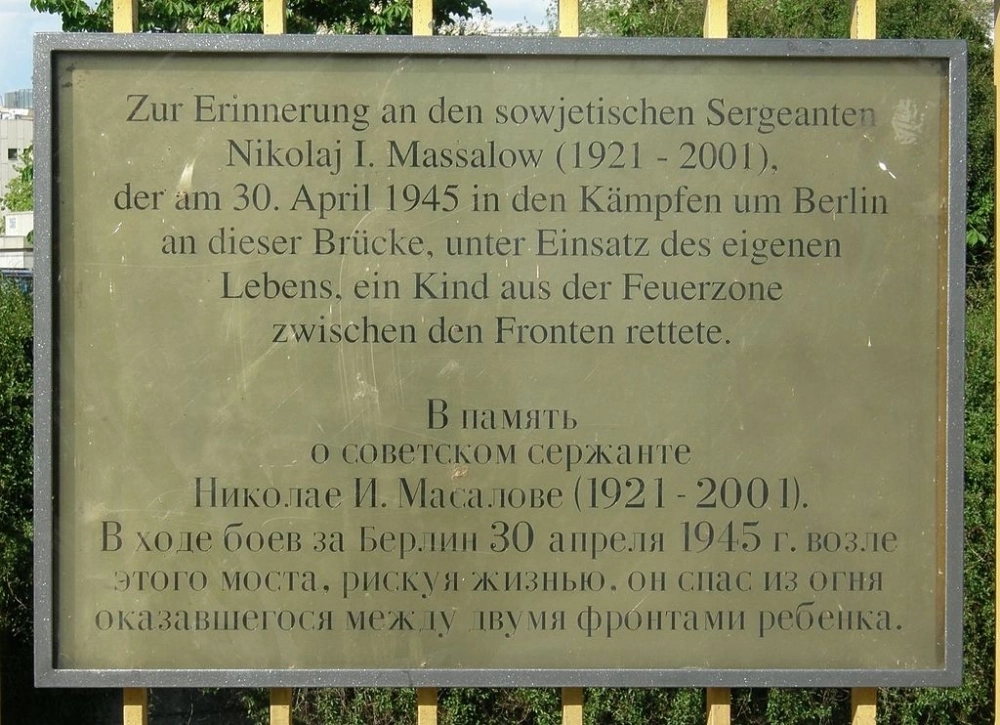 Zur Erinnerung an den sowjetischen Sergeanten
Nikolaj I. Massalow (1921 - 2001),
der am 30. April 1945 in den Kämpfen um Berlin
an dieser Brücke, unter Einsatz des eigenen
Lebens, ein Kind aus der Feuerzone
zwischen den Fronten rettete.
В память
о советском сержанте
Николае И. Масалове (1921 - 2001).
В ходе боев за Берлин 30 апреля 1945 г. возле
этого моста, рискуя жизнью, он спас из огня
оказавшегося между двумя фронтами ребенка.